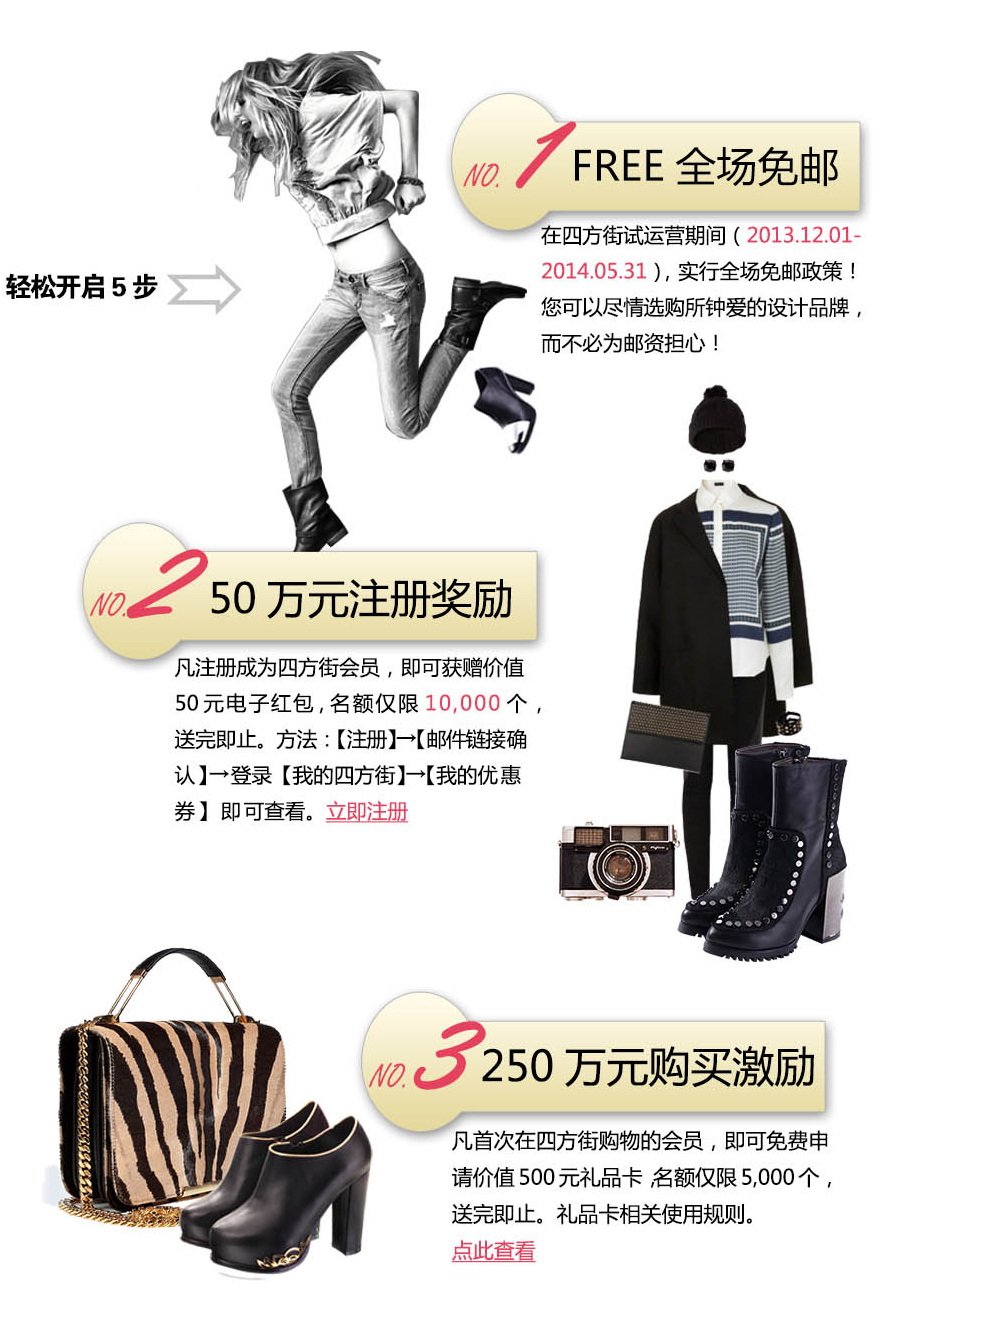 轻松开启5步
NO.1 FREE 全场免邮
在四方街试运营期间（2013.12.01-
2014.05.31），实行全场免邮政策！
您可以尽情选购所钟爱的设计品牌，
而不必为邮资担心！
NO.2 50 万元注册奖励
凡注册成为四方街会员，即可获赠价值
50元电子红包，名额仅限 10,000 个，
送完即止。方法：【注册】→【邮件链接确
认】→登录【我的四方街】→【我的优惠
券】即可查看。立即注册
NO.3 250 万元购买激励
凡首次在四方街购物的会员，即可免费申
请价值500元礼品卡，名额仅限5,000个，
送完即止。礼品卡相关使用规则。
点此查看